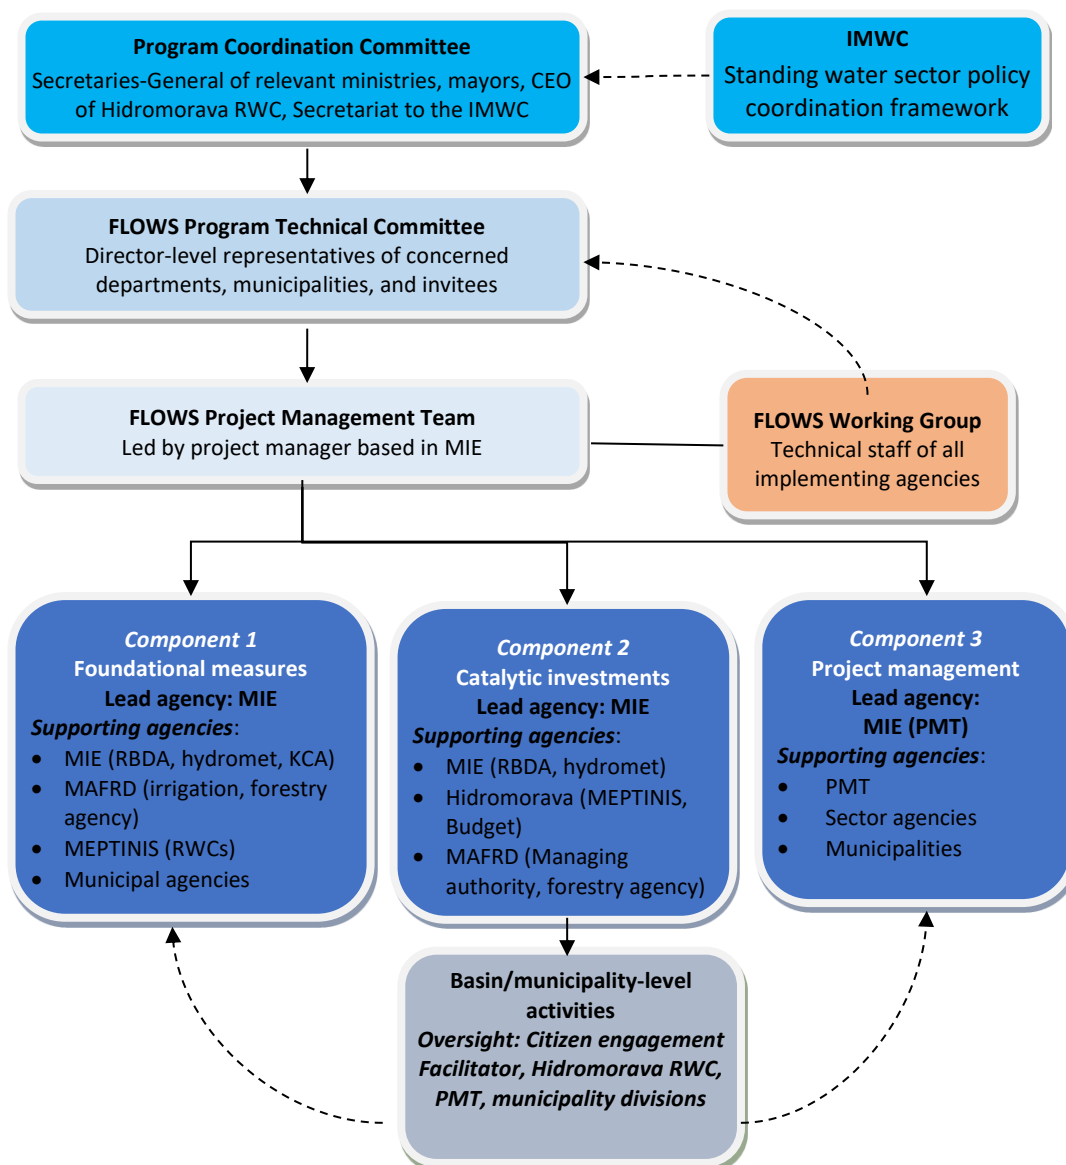 Program Coordination Committee
Secretaries-General of relevant ministries, mayors, CEO
of Hidromorava RWC, Secretariat to the IMWC
IMWC
Standing water sector policy
coordination framework
FLOWS Program Technical Committee
Director-level representatives of concerned
departments, municipalities, and invitees
FLOWS Project Management Team
Led by project manager based in MIE
FLOWS Working Group
Technical staff of all
implementing agencies
Component 1
Foundational measures
Lead agency: MIE
Supporting agencies:
• MIE (RBDA, hydromet, KCA)
• MAFRD (irrigation, forestry
agency)
• MEPTINIS (RWCs)
• Municipal agencies
Component 2
Catalytic investments
Lead agency: MIE
Supporting agencies:
• MIE (RBDA, hydromet)
• Hidromorava (MEPTINIS,
Budget)
• MAFRD (Managing
authority, forestry agency)
Component 3
Project management
Lead agency:
MIE (PMT)
Supporting agencies:
• PMT
• Sector agencies
• Municipalities
Basin/municipality-level
activities
Oversight: Citizen engagement
Facilitator, Hidromorava RWC,
PMT, municipality divisions